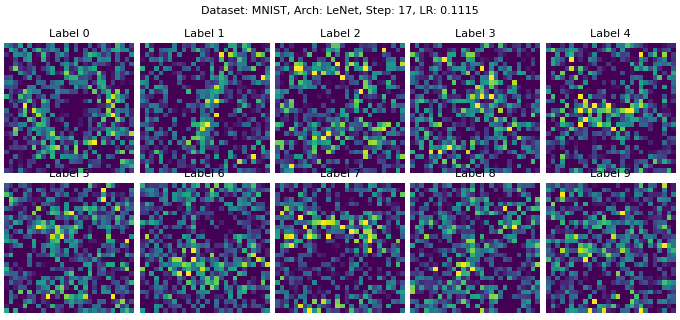 Dataset: MNIST, Arch: LeNet, Step: 17, LR: 0.1115
Label 0 Label 1 Label 2 Label 3 Label 4
Label 5 Label 6 Label 7 Label 8 Label 9